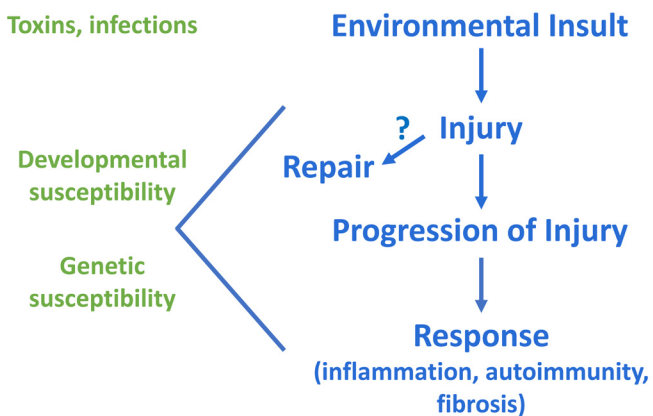 Toxins, infections
Environmental Insult
?
Injury
Repair
Developmental
susceptibility
Progression of Injury
Genetic
susceptibility
Response
(inflammation, autoimmunity,
fibrosis)